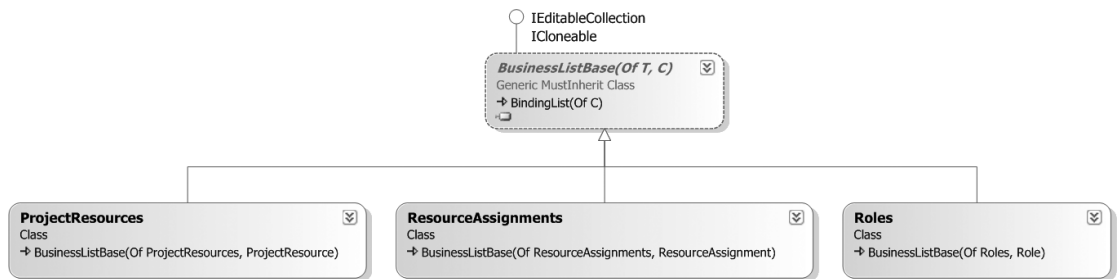 IEditableCollection
ICloneable
BusinessListBase(Of T, C)
Generic MustInherit Class
BindingList(Of C)
ProjectResources
Class
BusinessListBase(Of ProjectResources, ProjectResource)
ResourceAssignments
Class
BusinessListBase(Of ResourceAssignments, ResourceAssignment)
Roles
Class
BusinessListBase(Of Roles, Role)